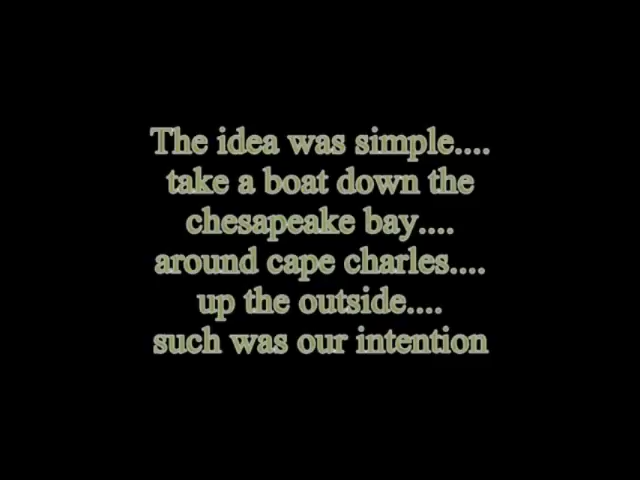 The idea was simple....
take a boat down the
chesapeake bay....
around cape charles....
up the outside....
such was our intention